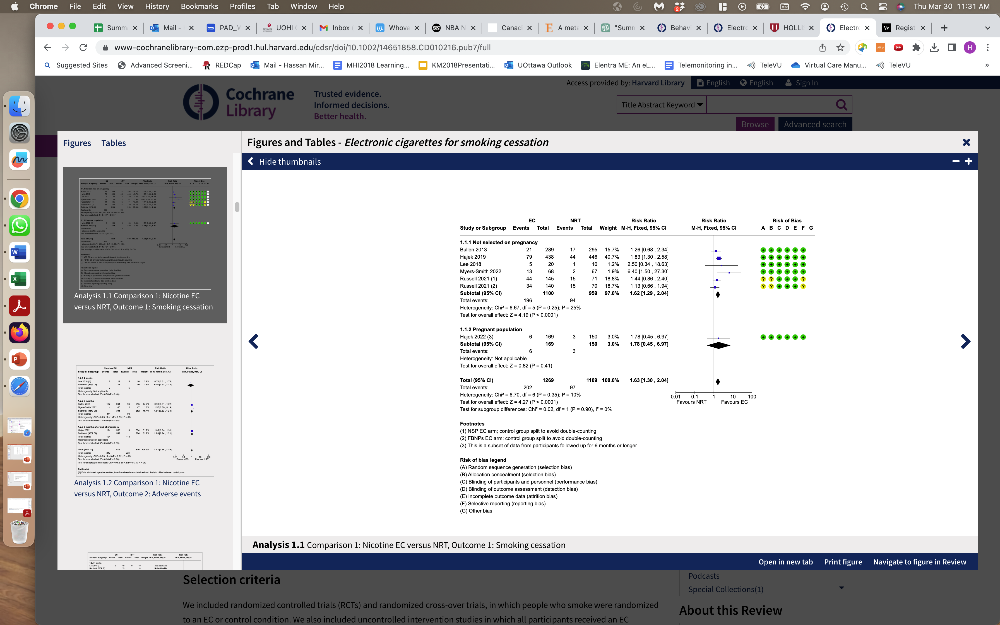 Chrome File Edit View History Bookmarks Profiles Tab Window Help 2 Thu Mar 30 11:31 AM
Summ Mail - PAD_ UOHI Inbox Whova NBA N Canad A meta "Sum Behavi Electro HOLLI Electro Regist
www-cochranelibrary-com.ezp-prod1.hul.harvard.edu/cdsr/doi/10.1002/14651858.CD010216.pub7/full
Suggested Sites Advanced Screeni... REDCap Mail - Hassan Mir... MHI2018 Learning... KM2018Presentati... UOttawa Outlook Elentra ME: An eL... Telemonitoring in... TeleVU Virtual Care Manu... TeleVU »
Access provided by: Harvard Library English English Sign In
Cochrane Library
Trusted evidence.
Informed decisions.
Better health.
Title Abstract Keyword
Browse Advanced search
Figures Tables
Figures and Tables - Electronic cigarettes for smoking cessation
Hide thumbnails
Analysis 1.1 Comparison 1: Nicotine EC
versus NRT, Outcome 1: Smoking cessation
Analysis 1.2 Comparison 1: Nicotine EC
versus NRT, Outcome 2: Adverse events
EC NRT Risk Ratio Risk Ratio Risk of Bias
Study or Subgroup Events Total Events Total Weight M-H, Fixed, 95% CI M-H, Fixed, 95% CI A B C D E F G
1.1.1 Not selected on pregnancy
Bullen 2013 21 289 17 295 15.7% 1.26 [0.68 , 2.34] + + + + + +
Hajek 2019 79 438 44 446 40.7% 1.83 [1.30 , 2.58] + + + + + +
Lee 2018 5 20 1 10 1.2% 2.50 [0.34 , 18.63] + + + + + +
Myers-Smith 2022 13 68 2 67 1.9% 6.40 [1.50 , 27.30] + + + + + +
Russell 2021 (1) 44 145 15 71 18.8% 1.44 [0.86 , 2.40] ? ? + + + ?
Russell 2021 (2) 34 140 15 70 18.7% 1.13 [0.66 , 1.94] ? ? + + + ?
Subtotal (95% CI) 1100 959 97.0% 1.62 [1.29 , 2.04]
Total events: 196 94
Heterogeneity: Chi² = 6.67, df = 5 (P = 0.25); I² = 25%
Test for overall effect: Z = 4.19 (P < 0.0001)
1.1.2 Pregnant population
Hajek 2022 (3) 6 169 3 150 3.0% 1.78 [0.45 , 6.97] + + + + + +
Subtotal (95% CI) 169 150 3.0% 1.78 [0.45 , 6.97]
Total events: 6 3
Heterogeneity: Not applicable
Test for overall effect: Z = 0.82 (P = 0.41)
Total (95% CI) 1269 1109 100.0% 1.63 [1.30 , 2.04]
Total events: 202 97
Heterogeneity: Chi² = 6.70, df = 6 (P = 0.35); I² = 10%
Test for overall effect: Z = 4.27 (P < 0.0001)
Test for subgroup differences: Chi² = 0.02, df = 1 (P = 0.90), I² = 0%
0.01 0.1 1 10 100
Favours NRT Favours EC
Footnotes
(1) NSP EC arm; control group split to avoid double-counting
(2) FBNPs EC arm; control group split to avoid double-counting
(3) This is a subset of data from participants followed up for 6 months or longer
Risk of bias legend
(A) Random sequence generation (selection bias)
(B) Allocation concealment (selection bias)
(C) Blinding of participants and personnel (performance bias)
(D) Blinding of outcome assessment (detection bias)
(E) Incomplete outcome data (attrition bias)
(F) Selective reporting (reporting bias)
(G) Other bias
Analysis 1.1 Comparison 1: Nicotine EC versus NRT, Outcome 1: Smoking cessation
Open in new tab Print figure Navigate to figure in Review
Selection criteria
We included randomized controlled trials (RCTs) and randomized cross-over trials, in which people who smoke were randomized
to an EC or control condition. We also included uncontrolled intervention studies in which all participants received an EC
Podcasts
Special Collections(1)
About this Review